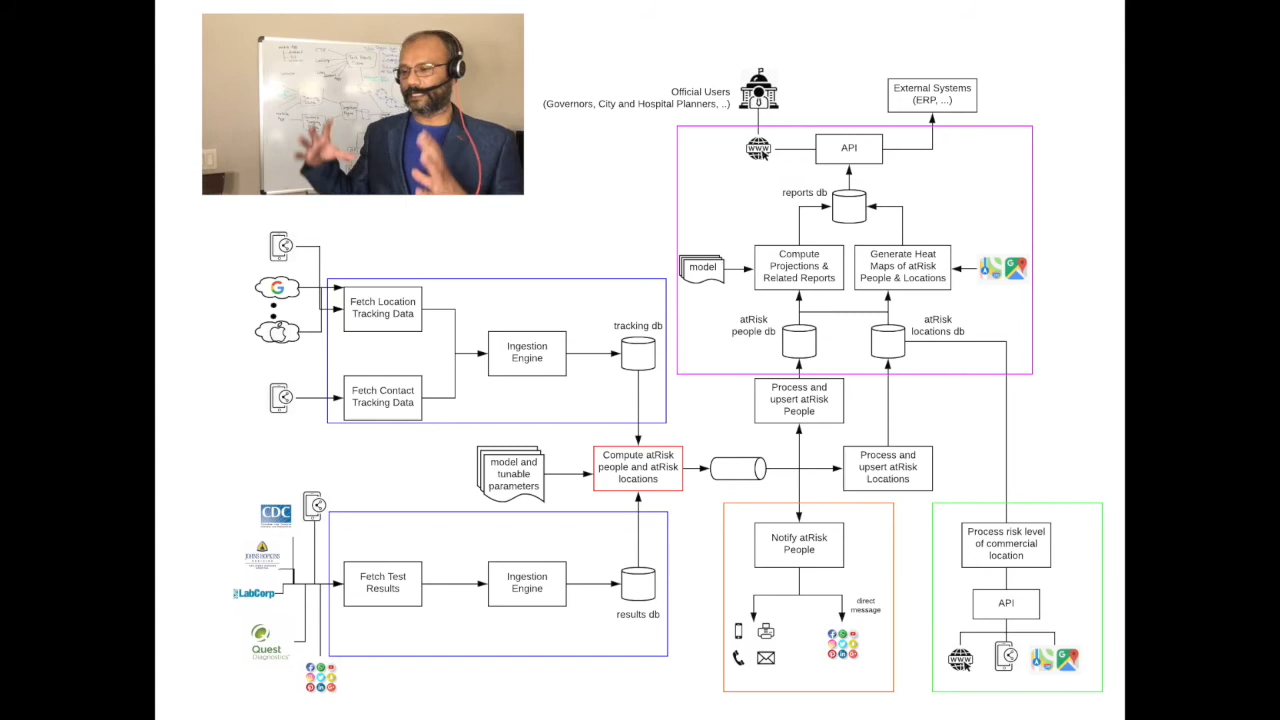 Official Users
(Governors, City and Hospital Planners, ..)
External Systems
(ERP, ...)
WWW
API
reports db
model
Compute
Projections &
Related Reports
Generate Heat
Maps of atRisk
People & Locations
G
atRisk
people db
atRisk
locations db
G
Fetch Location
Tracking Data
Ingestion
Engine
tracking db
Fetch Contact
Tracking Data
Process and
upsert atRisk
People
model and
tunable
parameters
Compute atRisk
people and atRisk
locations
Process and
upsert atRisk
Locations
CDC
JOHNS HOPKINS
LabCorp
Quest
Diagnostics
Fetch Test
Results
Ingestion
Engine
results db
Notify atRisk
People
direct
message
Process risk level
of commercial
location
API
WWW
G